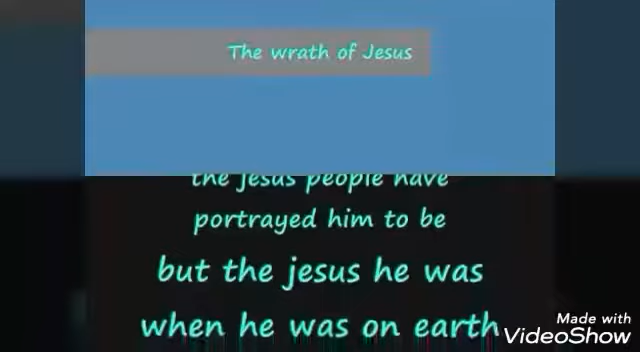 The wrath of Jesus
the jesus people have
portrayed him to be
but the jesus he was
when he was on earth
Made with
VideoShow